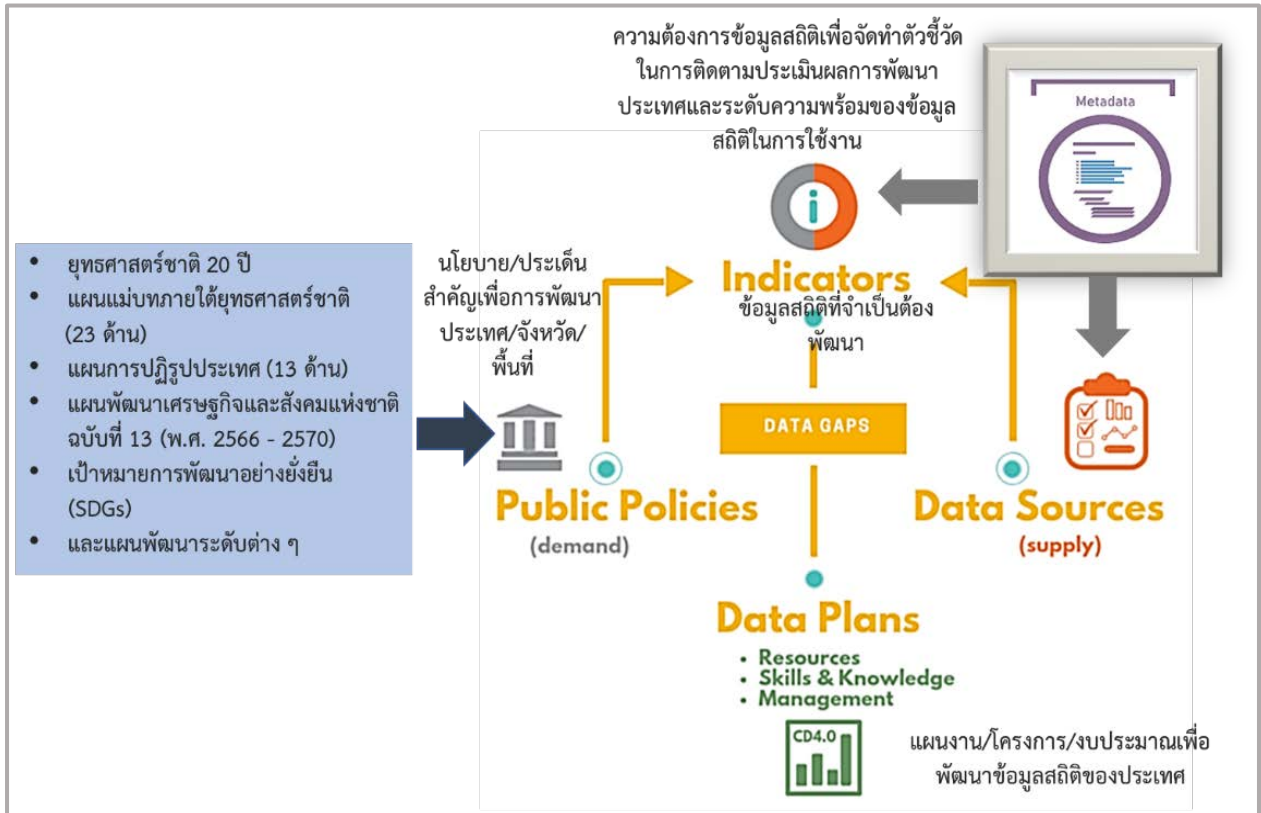 ความต้องการข้อมูลสถิติเพื่อจัดทำตัวชี้วัด
ในการติดตามประเมินผลการพัฒนา
ประเทศและระดับความพร้อมของข้อมูล
สถิติในการใช้งาน
Metadata
• ยุทธศาสตร์ชาติ 20 ปี
• แผนแม่บทภายใต้ยุทธศาสตร์ชาติ
(23 ด้าน)
• แผนการปฏิรูปประเทศ (13 ด้าน)
• แผนพัฒนาเศรษฐกิจและสังคมแห่งชาติ
ฉบับที่ 13 (พ.ศ. 2566 - 2570)
• เป้าหมายการพัฒนาอย่างยั่งยืน
(SDGs)
• และแผนพัฒนาระดับต่าง ๆ
นโยบาย/ประเด็น
สำคัญเพื่อการพัฒนา
ประเทศ/จังหวัด/
พื้นที่
Indicators
ข้อมูลสถิติที่จำเป็นต้อง
พัฒนา
DATA GAPS
Public Policies
(demand)
Data Sources
(supply)
Data Plans
• Resources
• Skills & Knowledge
• Management
CD4.0
แผนงาน/โครงการ/งบประมาณเพื่อ
พัฒนาข้อมูลสถิติของประเทศ